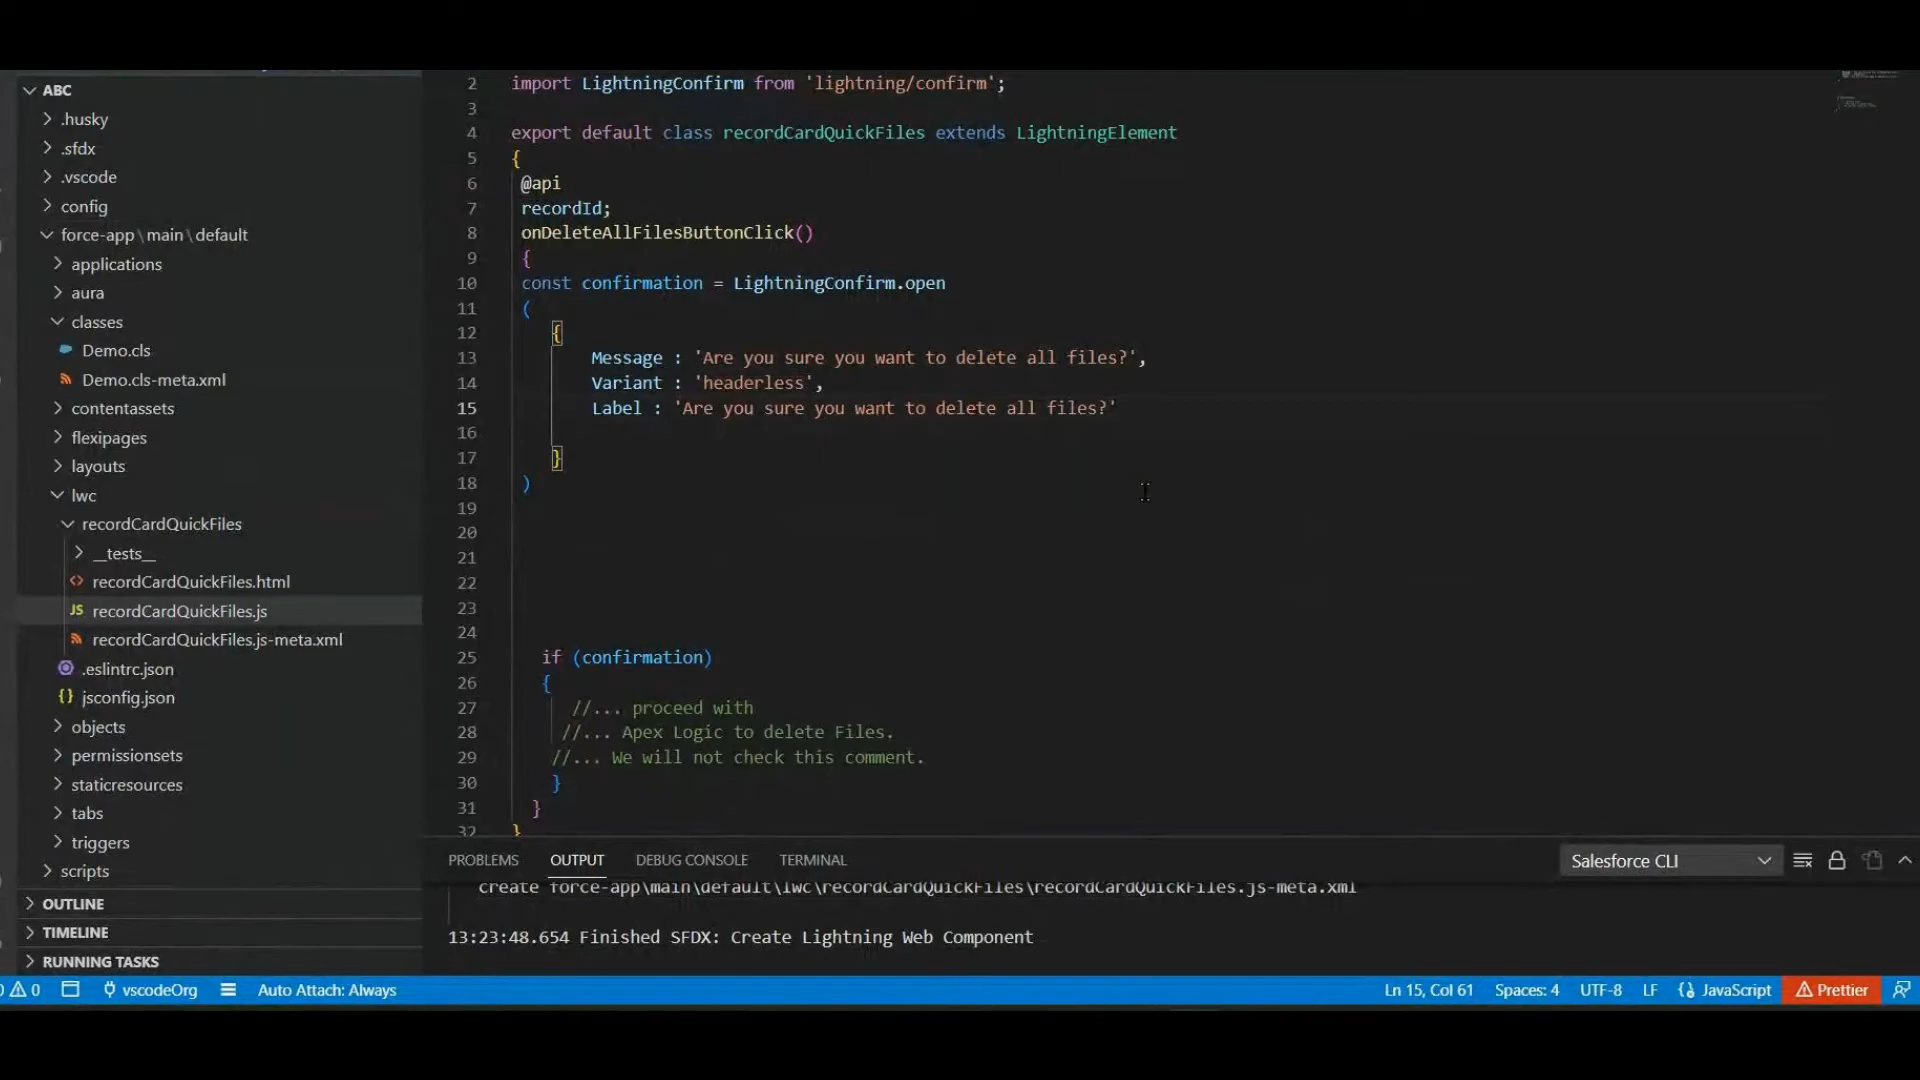 ABC
.husky
.sfdx
.vscode
config
force-app\main\default
applications
aura
classes
Demo.cls
Demo.cls-meta.xml
contentassets
flexipages
layouts
lwc
recordCardQuickFiles
__tests__
recordCardQuickFiles.html
JS recordCardQuickFiles.js
recordCardQuickFiles.js-meta.xml
.eslintrc.json
{} jsconfig.json
objects
permissionsets
staticresources
tabs
triggers
scripts
OUTLINE
TIMELINE
RUNNING TASKS
2 import LightningConfirm from 'lightning/confirm';
3
4 export default class recordCardQuickFiles extends LightningElement
5 {
6 @api
7 recordId;
8 onDeleteAllFilesButtonClick()
9 {
10 const confirmation = LightningConfirm.open
11 (
12 {
13 Message : 'Are you sure you want to delete all files?',
14 Variant : 'headerless',
15 Label : 'Are you sure you want to delete all files?'
16
17 }
18 )
19
20
21
22
23
24
25 if (confirmation)
26 {
27 //... proceed with
28 //... Apex Logic to delete Files.
29 //... We will not check this comment.
30 }
31 }
32 }
PROBLEMS OUTPUT DEBUG CONSOLE TERMINAL Salesforce CLI
create force-app\main\default\lwc\recordCardQuickFiles\recordCardQuickFiles.js-meta.xml
13:23:48.654 Finished SFDX: Create Lightning Web Component
0 vscodeOrg Auto Attach: Always Ln 15, Col 61 Spaces: 4 UTF-8 LF JavaScript Prettier